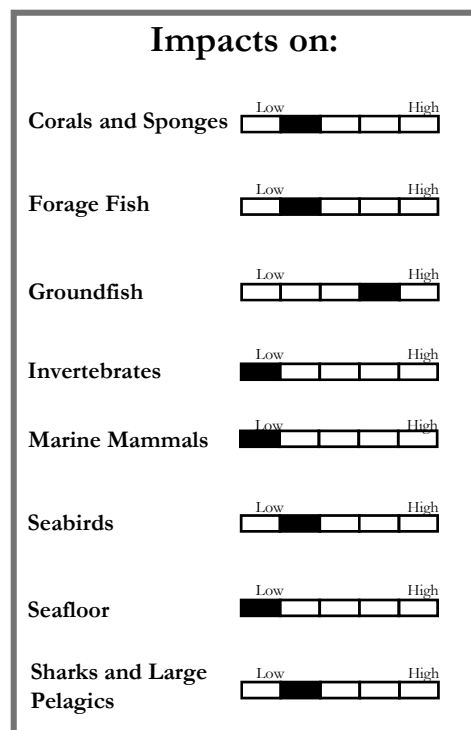 Impacts on:
Low High
Corals and Sponges
Low High
Forage Fish
Low High
Groundfish
Low High
Invertebrates
Low High
Marine Mammals
Low High
Seabirds
Low High
Seafloor
Low High
Sharks and Large
Pelagics